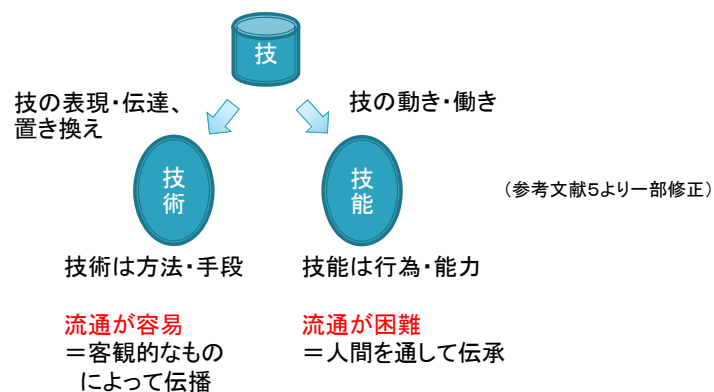 技
技の表現・伝達、
置き換え
技の動き・働き
技
術
技
能
(参考文献5より一部修正)
技術は方法・手段
技能は行為・能力
流通が容易
＝客観的なもの
によって伝播
流通が困難
＝人間を通して伝承